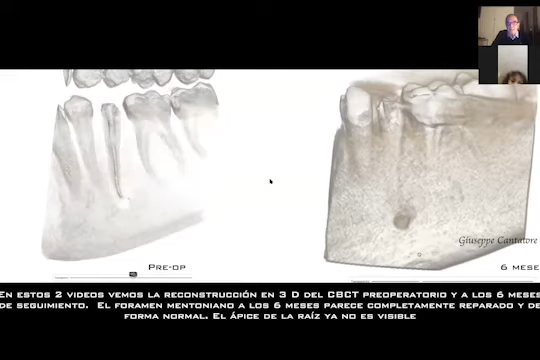 Giuseppe Cantatore
Pre-op
6 mese
En estos 2 videos vemos la reconstrucción en 3 D del CBCT preoperatorio y a los 6 meses
de seguimiento. El foramen mentoniano a los 6 meses parece completamente reparado y de
forma normal. El ápice de la raíz ya no es visible